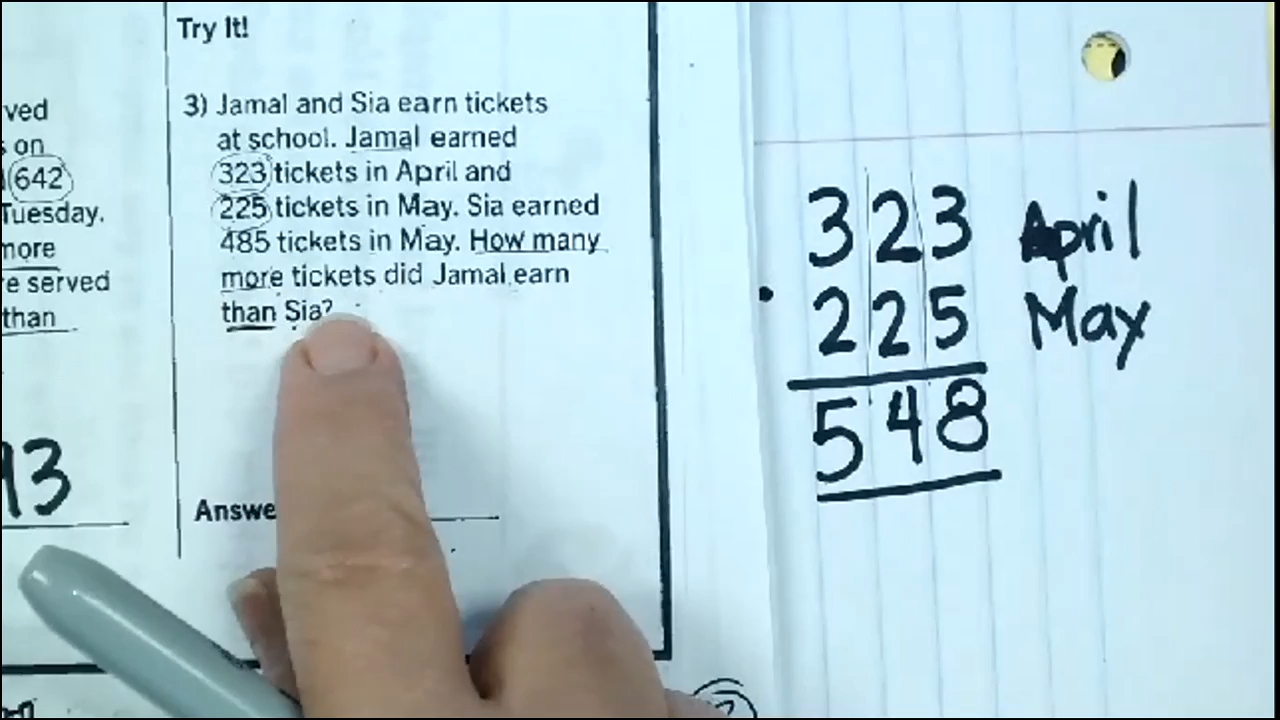 ved
s on
642
Tuesday.
more
e served
than
93
Try It!
3) Jamal and Sia earn tickets
at school. Jamal earned
323 tickets in April and
225 tickets in May. Sia earned
485 tickets in May. How many
more tickets did Jamal earn
than Sia?
Answe
323 April
225 May
548